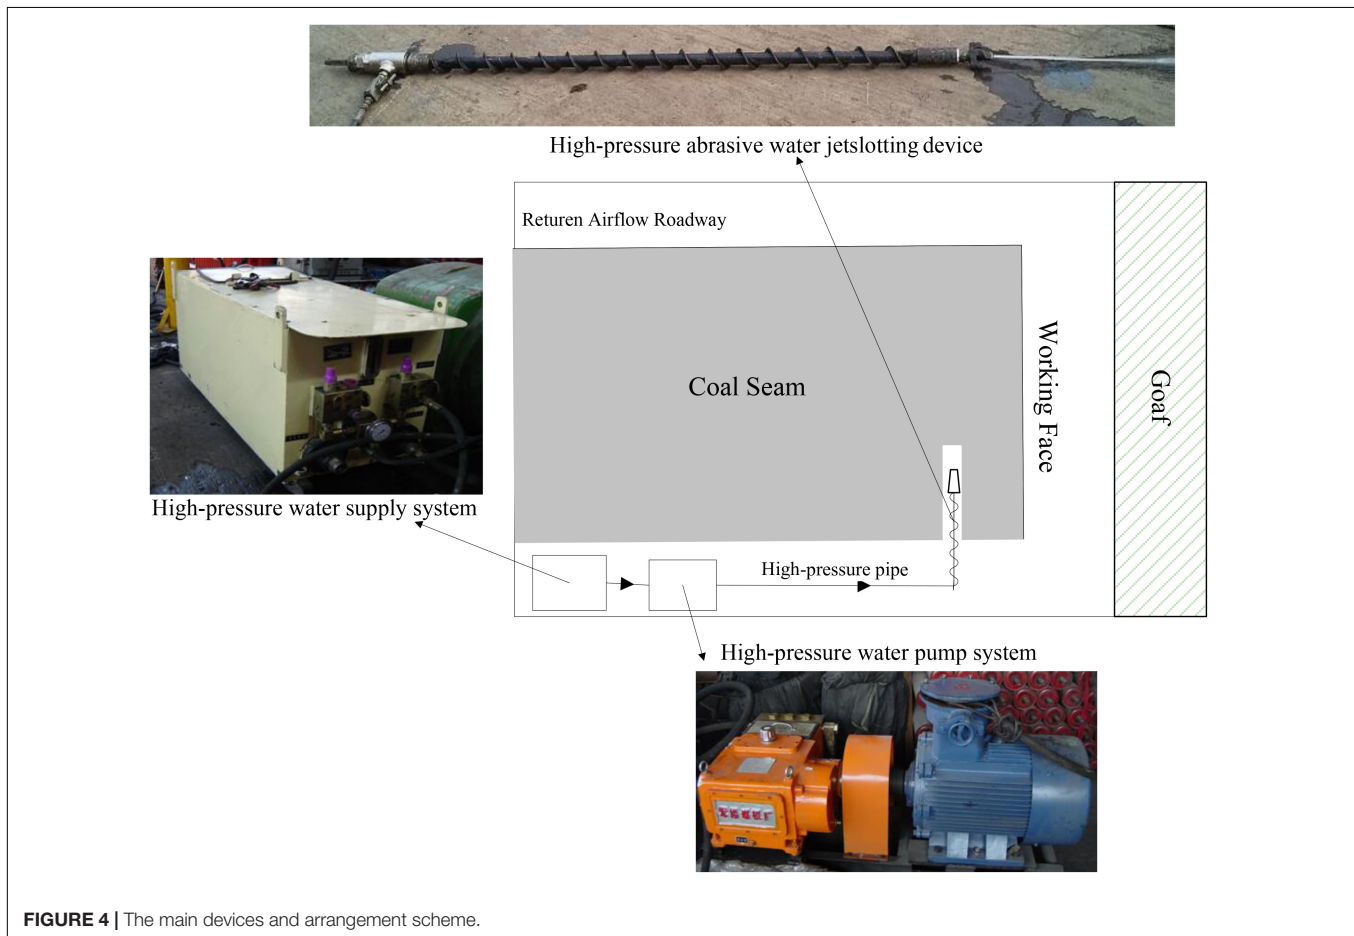 High-pressure abrasive water jetslotting device
Returen Airflow Roadway
Coal Seam
Working Face
Goaf
High-pressure water supply system
High-pressure pipe
High-pressure water pump system
FIGURE 4 | The main devices and arrangement scheme.